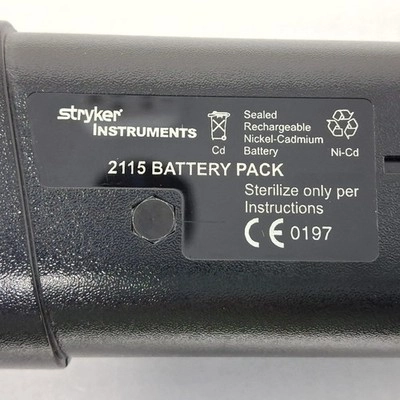 stryker
INSTRUMENTS
Cd
Sealed
Rechargeable
Nickel-Cadmium
Battery
Ni-Cd
2115 BATTERY PACK
Sterilize only per
Instructions
CE 0197